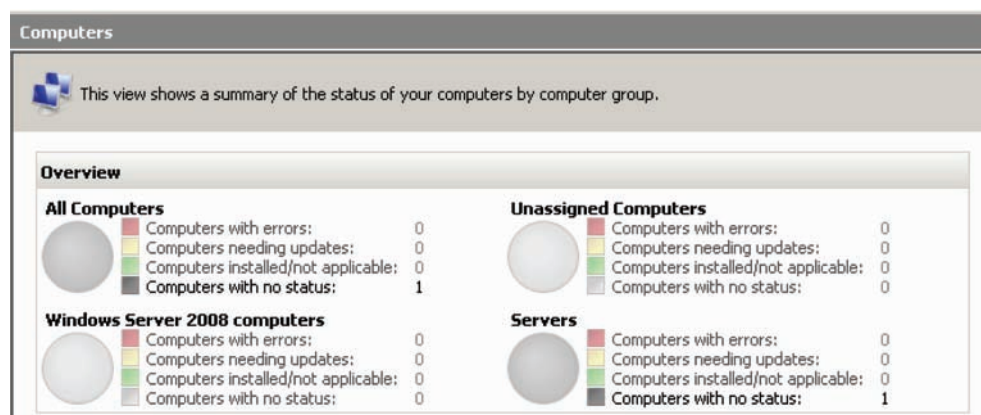 Computers
This view shows a summary of the status of your computers by computer group.
Overview
All Computers
Computers with errors: 0
Computers needing updates: 0
Computers installed/not applicable: 0
Computers with no status: 1
Unassigned Computers
Computers with errors: 0
Computers needing updates: 0
Computers installed/not applicable: 0
Computers with no status: 0
Windows Server 2008 computers
Computers with errors: 0
Computers needing updates: 0
Computers installed/not applicable: 0
Computers with no status: 0
Servers
Computers with errors: 0
Computers needing updates: 0
Computers installed/not applicable: 0
Computers with no status: 1